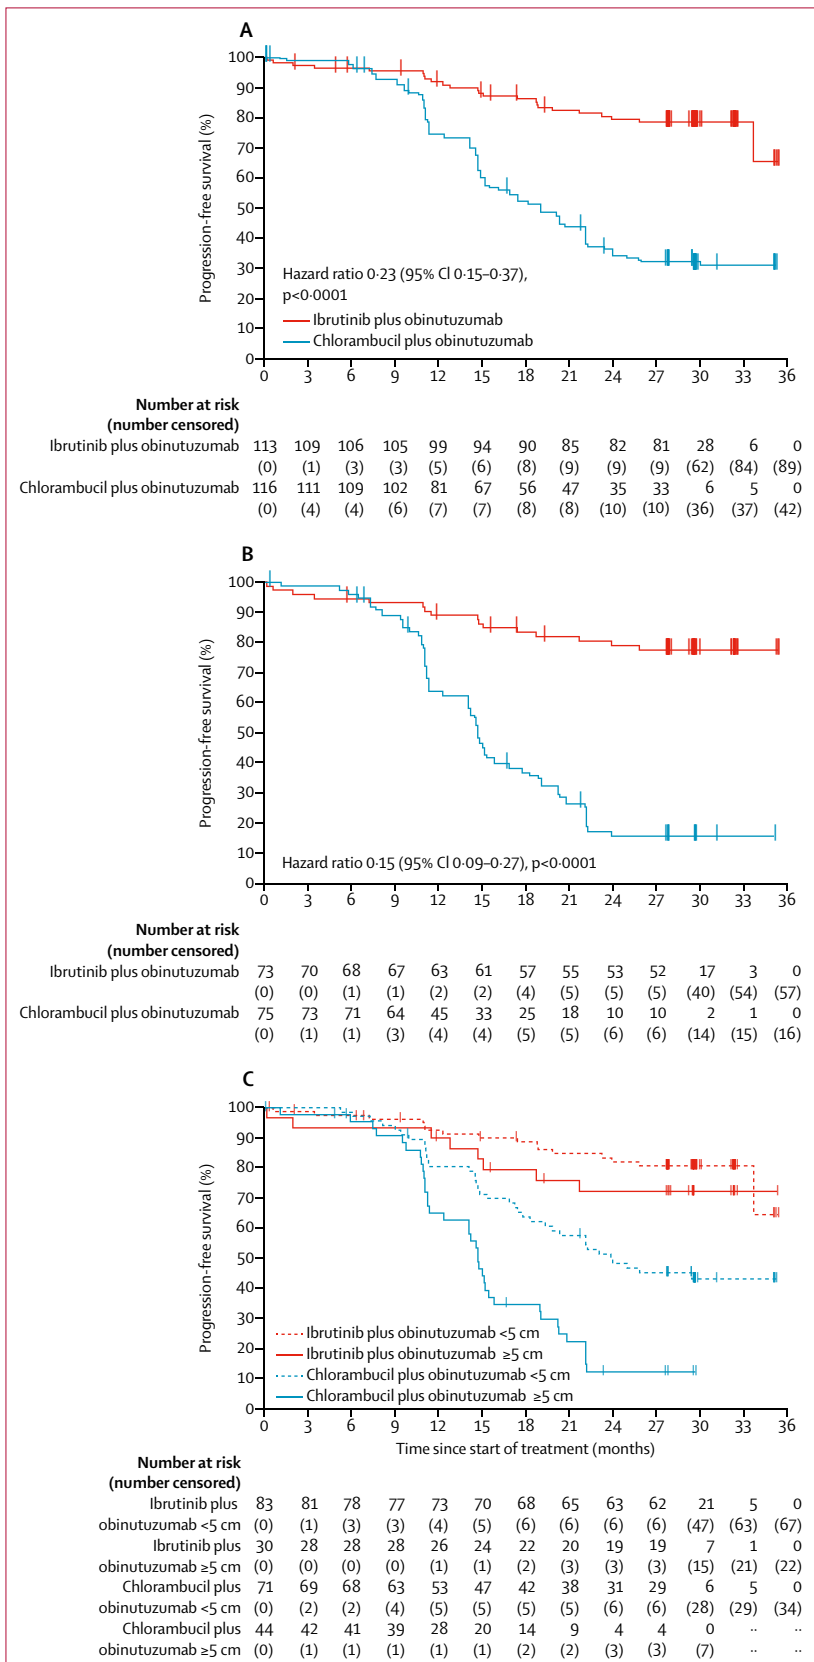 A
100
90
80
70
60
50
40
30
20
10
0
Progression-free survival (%)
Hazard ratio 0·23 (95% Cl 0·15–0·37),
p<0·0001
Ibrutinib plus obinutuzumab
Chlorambucil plus obinutuzumab
0 3 6 9 12 15 18 21 24 27 30 33 36
Number at risk
(number censored)
Ibrutinib plus obinutuzumab 113 109 106 105 99 94 90 85 82 81 28 6 0
(0) (1) (3) (3) (5) (6) (8) (9) (9) (9) (62) (84) (89)
Chlorambucil plus obinutuzumab 116 111 109 102 81 67 56 47 35 33 6 5 0
(0) (4) (4) (6) (7) (7) (8) (8) (10) (10) (36) (37) (42)
B
100
90
80
70
60
50
40
30
20
10
0
Progression-free survival (%)
Hazard ratio 0·15 (95% Cl 0·09–0·27), p<0·0001
0 3 6 9 12 15 18 21 24 27 30 33 36
Number at risk
(number censored)
Ibrutinib plus obinutuzumab 73 70 68 67 63 61 57 55 53 52 17 3 0
(0) (0) (1) (1) (2) (2) (4) (5) (5) (5) (40) (54) (57)
Chlorambucil plus obinutuzumab 75 73 71 64 45 33 25 18 10 10 2 1 0
(0) (1) (1) (3) (4) (4) (5) (5) (6) (6) (14) (15) (16)
C
100
90
80
70
60
50
40
30
20
10
0
Progression-free survival (%)
Ibrutinib plus obinutuzumab <5 cm
Ibrutinib plus obinutuzumab ≥5 cm
Chlorambucil plus obinutuzumab <5 cm
Chlorambucil plus obinutuzumab ≥5 cm
0 3 6 9 12 15 18 21 24 27 30 33 36
Time since start of treatment (months)
Number at risk
(number censored)
Ibrutinib plus 83 81 78 77 73 70 68 65 63 62 21 5 0
obinutuzumab <5 cm (0) (1) (3) (3) (4) (5) (6) (6) (6) (6) (47) (63) (67)
Ibrutinib plus 30 28 28 28 26 24 22 20 19 19 7 1 0
obinutuzumab ≥5 cm (0) (0) (0) (0) (1) (1) (2) (3) (3) (3) (15) (21) (22)
Chlorambucil plus 71 69 68 63 53 47 42 38 31 29 6 5 0
obinutuzumab <5 cm (0) (2) (2) (4) (5) (5) (5) (5) (6) (6) (28) (29) (34)
Chlorambucil plus 44 42 41 39 28 20 14 9 4 4 0 ·· ··
obinutuzumab ≥5 cm (0) (1) (1) (1) (1) (1) (2) (2) (3) (3) (7) ·· ··